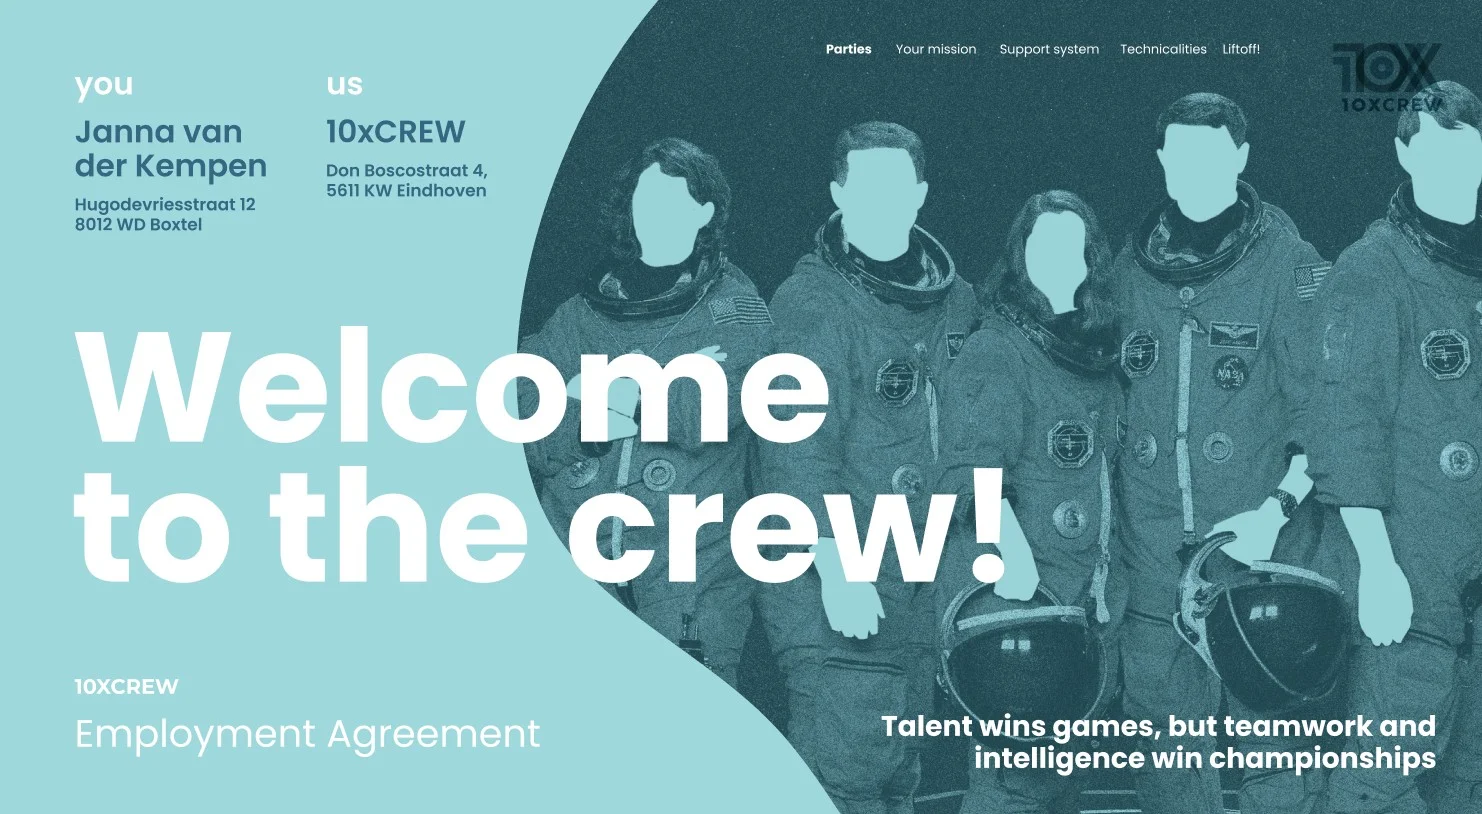 Parties Your mission Support system Technicalities Liftoff!
10X
10XCREW
you
Janna van
der Kempen
Hugodevriesstraat 12
8012 WD Boxtel
us
10xCREW
Don Boscostraat 4,
5611 KW Eindhoven
Welcome
to the crew!
NASA
10XCREW
Employment Agreement
Talent wins games, but teamwork and
intelligence win championships